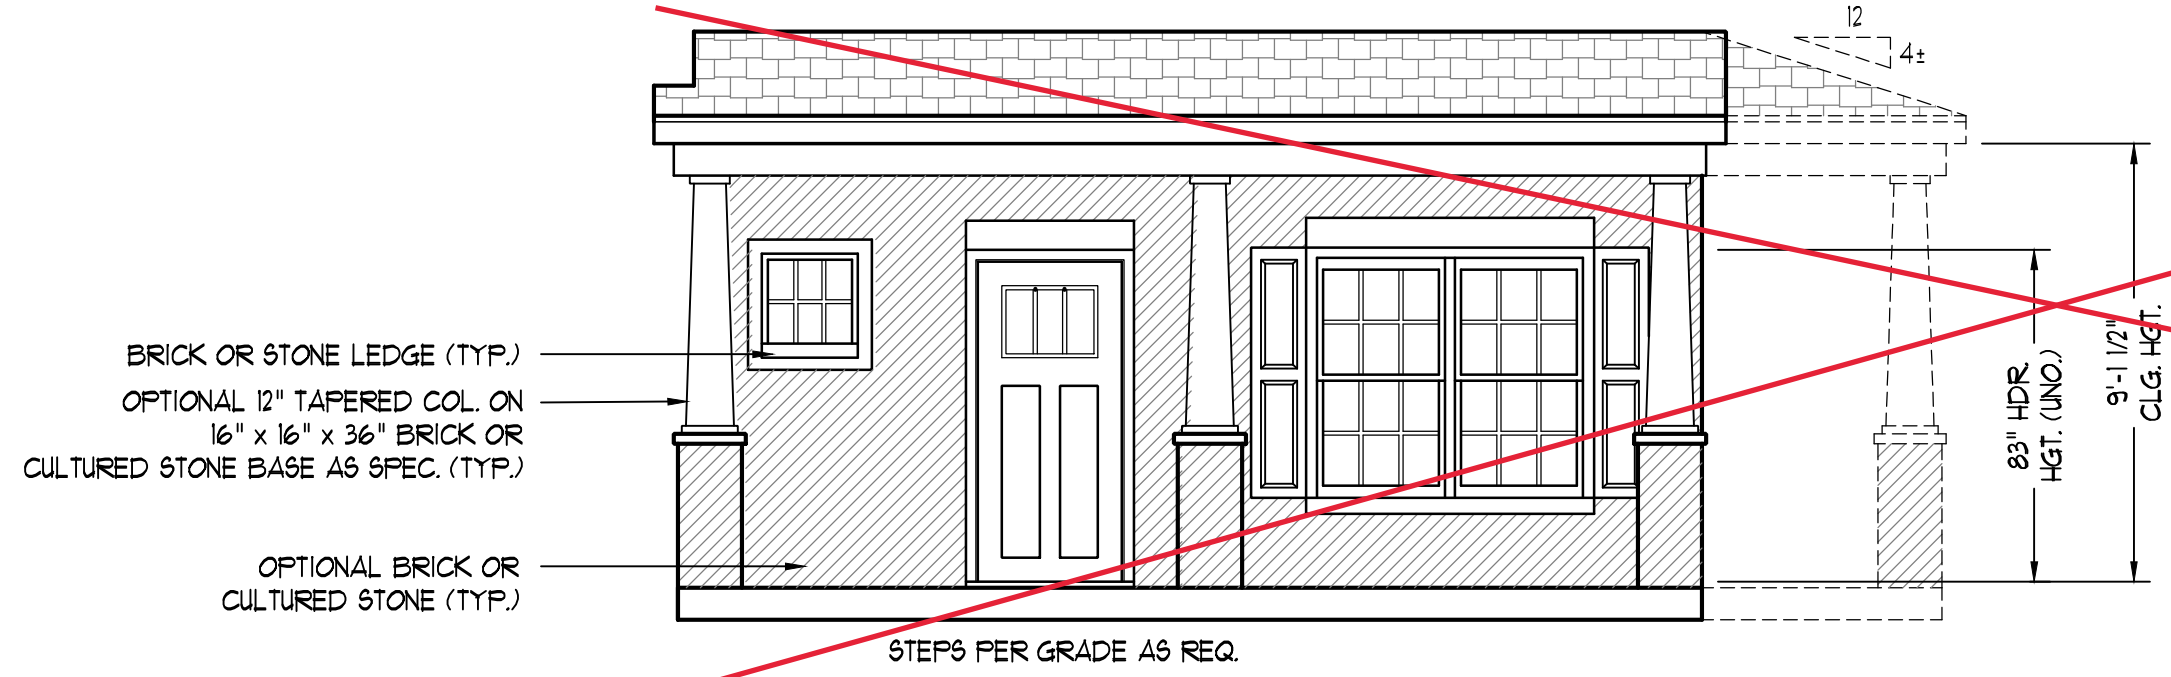 12
4±
BRICK OR STONE LEDGE (TYP.)
OPTIONAL 12" TAPERED COL. ON
16" x 16" x 36" BRICK OR
CULTURED STONE BASE AS SPEC. (TYP.)
OPTIONAL BRICK OR
CULTURED STONE (TYP.)
83" HDR.
HGT. (UNO.)
9'-1 1/2"
CLG. HGT.
STEPS PER GRADE AS REQ.